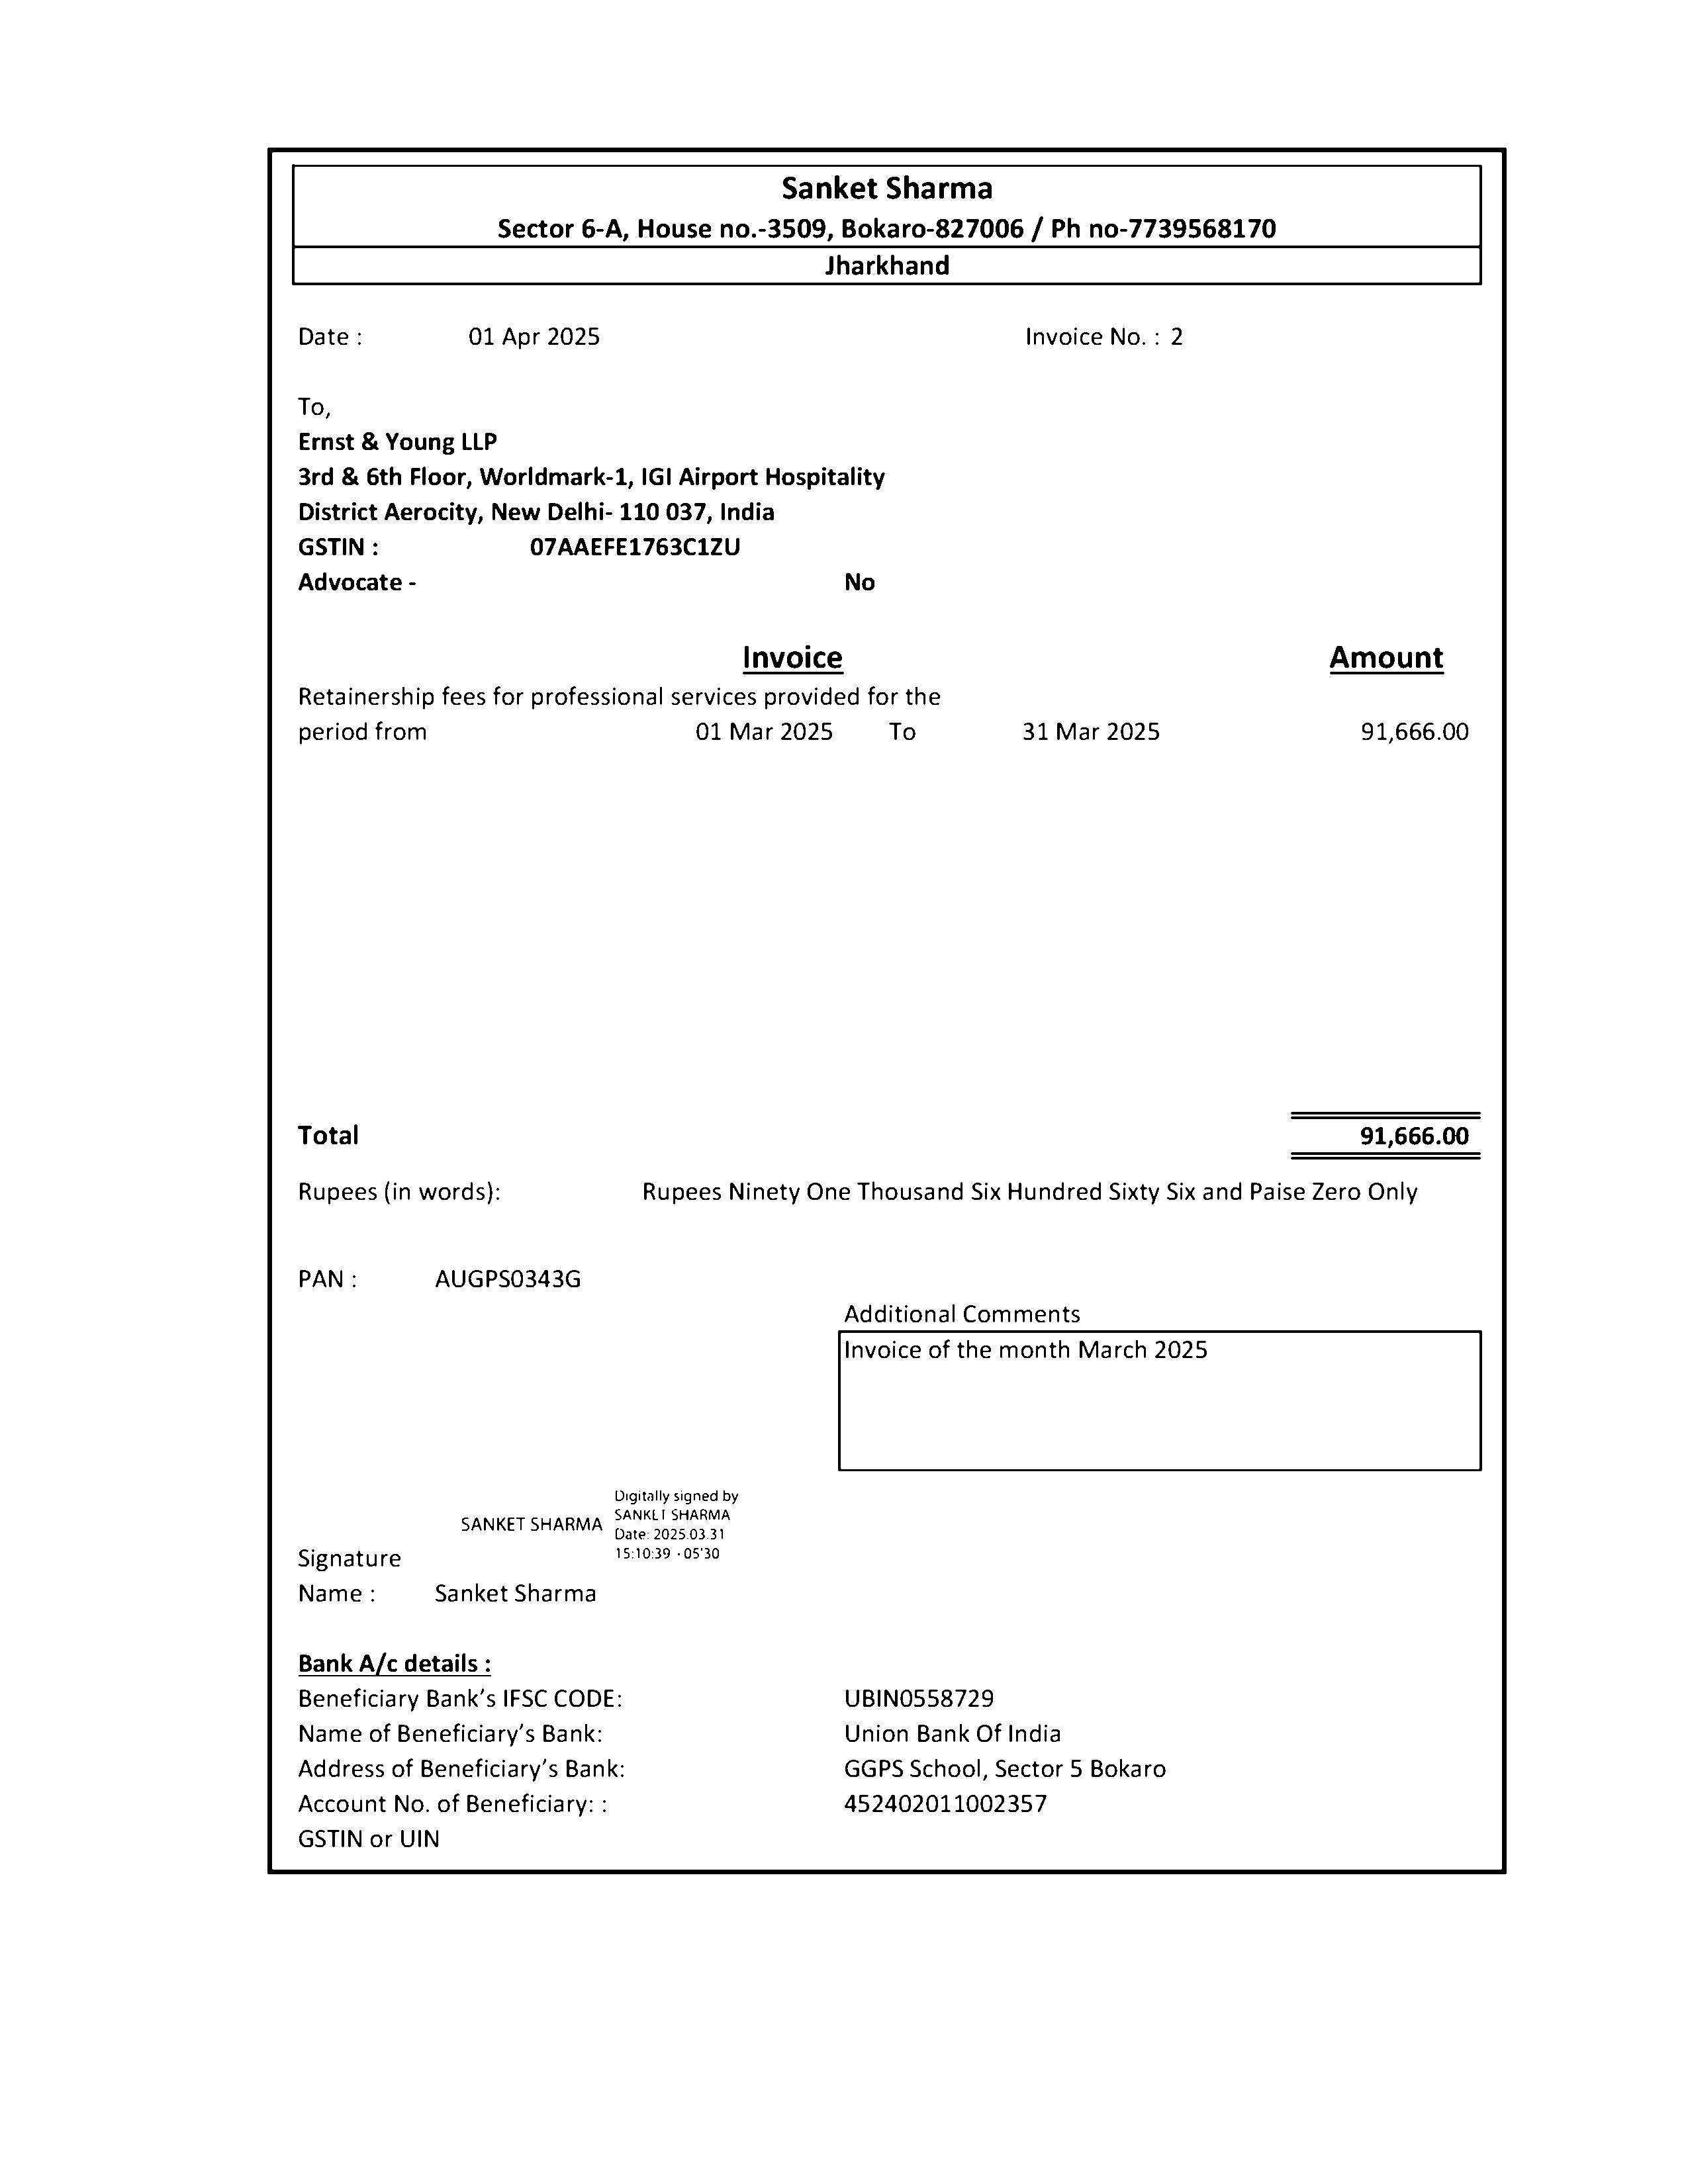 Sanket Sharma
Sector 6-A, House no.-3509, Bokaro-827006 / Ph no-7739568170
Jharkhand
Date : 01 Apr 2025 Invoice No. : 2
To,
Ernst & Young LLP
3rd & 6th Floor, Worldmark-1, IGI Airport Hospitality
District Aerocity, New Delhi- 110 037, India
GSTIN : 07AAEFE1763C1ZU
Advocate - No
Invoice Amount
Retainership fees for professional services provided for the
period from 01 Mar 2025 To 31 Mar 2025 91,666.00
Total 91,666.00
Rupees (in words): Rupees Ninety One Thousand Six Hundred Sixty Six and Paise Zero Only
PAN : AUGPS0343G
Additional Comments
Invoice of the month March 2025
Digitally signed by
SANKET SHARMA
SANKET SHARMA
Date: 2025.03.31
15:10:39 -05'30
Signature
Name : Sanket Sharma
Bank A/c details :
Beneficiary Bank’s IFSC CODE: UBIN0558729
Name of Beneficiary’s Bank: Union Bank Of India
Address of Beneficiary’s Bank: GGPS School, Sector 5 Bokaro
Account No. of Beneficiary: : 452402011002357
GSTIN or UIN